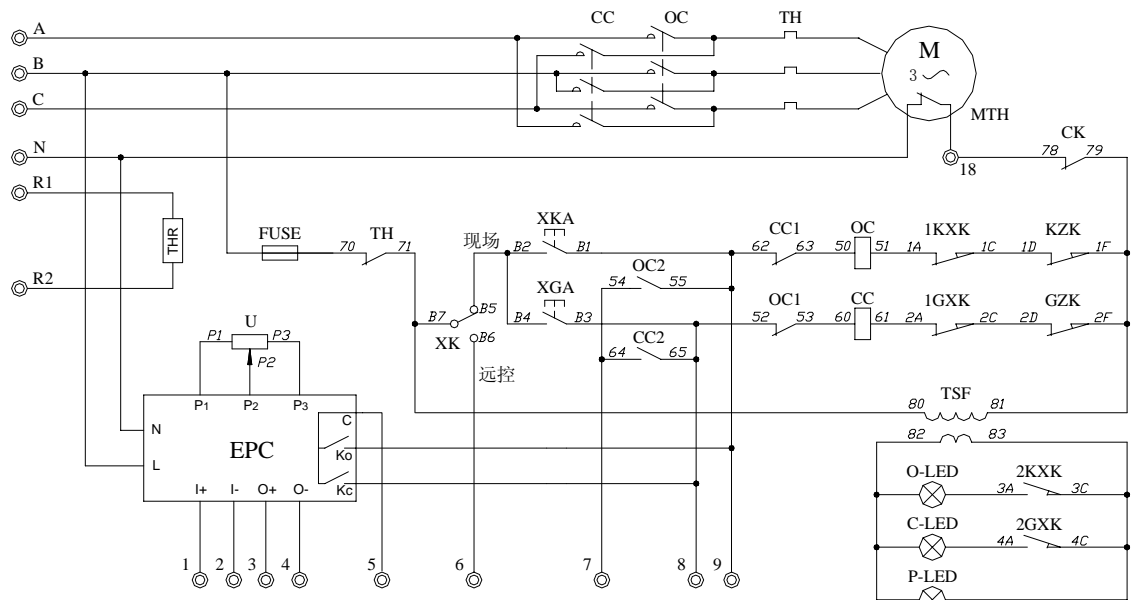 A CC OC TH
B M
3
C
MTH
N CK
78 79
18
R1
THR
R2
FUSE 70 TH 71 现场 B2 XKA B1 62 CC1 63 50 OC 51 1A 1KXK 1C 1D KZK 1F
54 OC2 55
XGA
B7 B5 B4 B3 52 OC1 53 60 CC 61 2A 1GXK 2C 2D GZK 2F
XK B6
64 CC2 65
远控
U
P1 P3
P2
TSF
80 81
P1 P2 P3
C
N EPC
82 83
L Ko
Kc
I+ I- O+ O-
O-LED 3A 2KXK 3C
C-LED 4A 2GXK 4C
1 2 3 4 5 6 7 8 9
P-LED